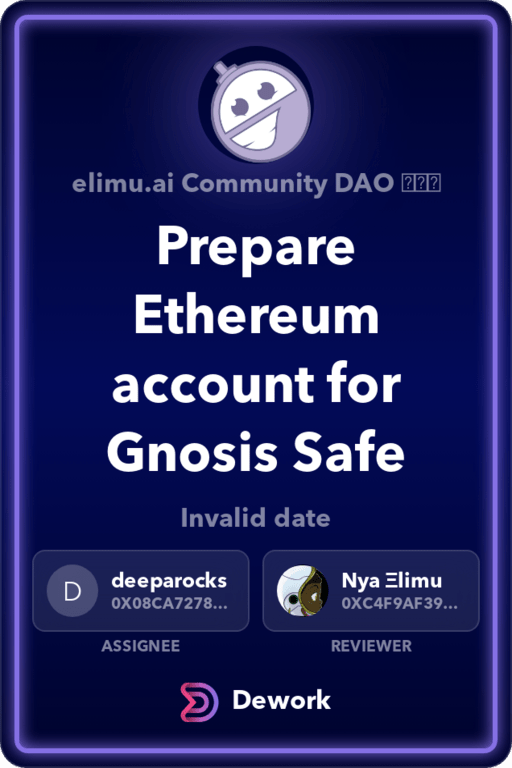 elimu.ai Community DAO
Prepare
Ethereum
account for
Gnosis Safe
Invalid date
D
deeparocks
0X08CA7278...
Nya Ξlimu
0XC4F9AF39...
ASSIGNEE
REVIEWER
Dework